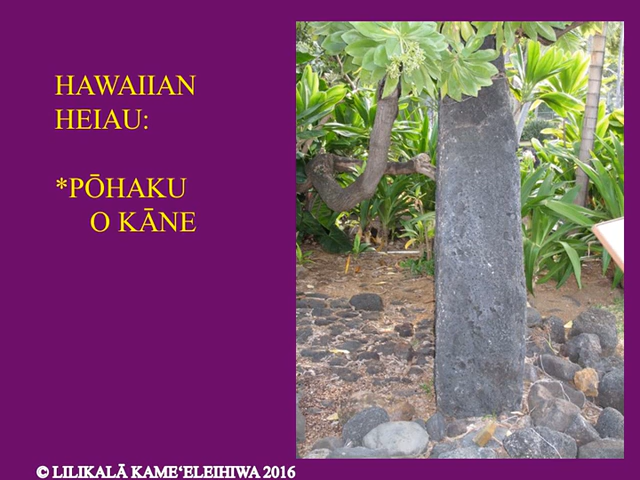 HAWAIIAN
HEIAU:
*PŌHAKU
O KĀNE
© LILIKALĀ KAMEʻELEIHIWA 2016